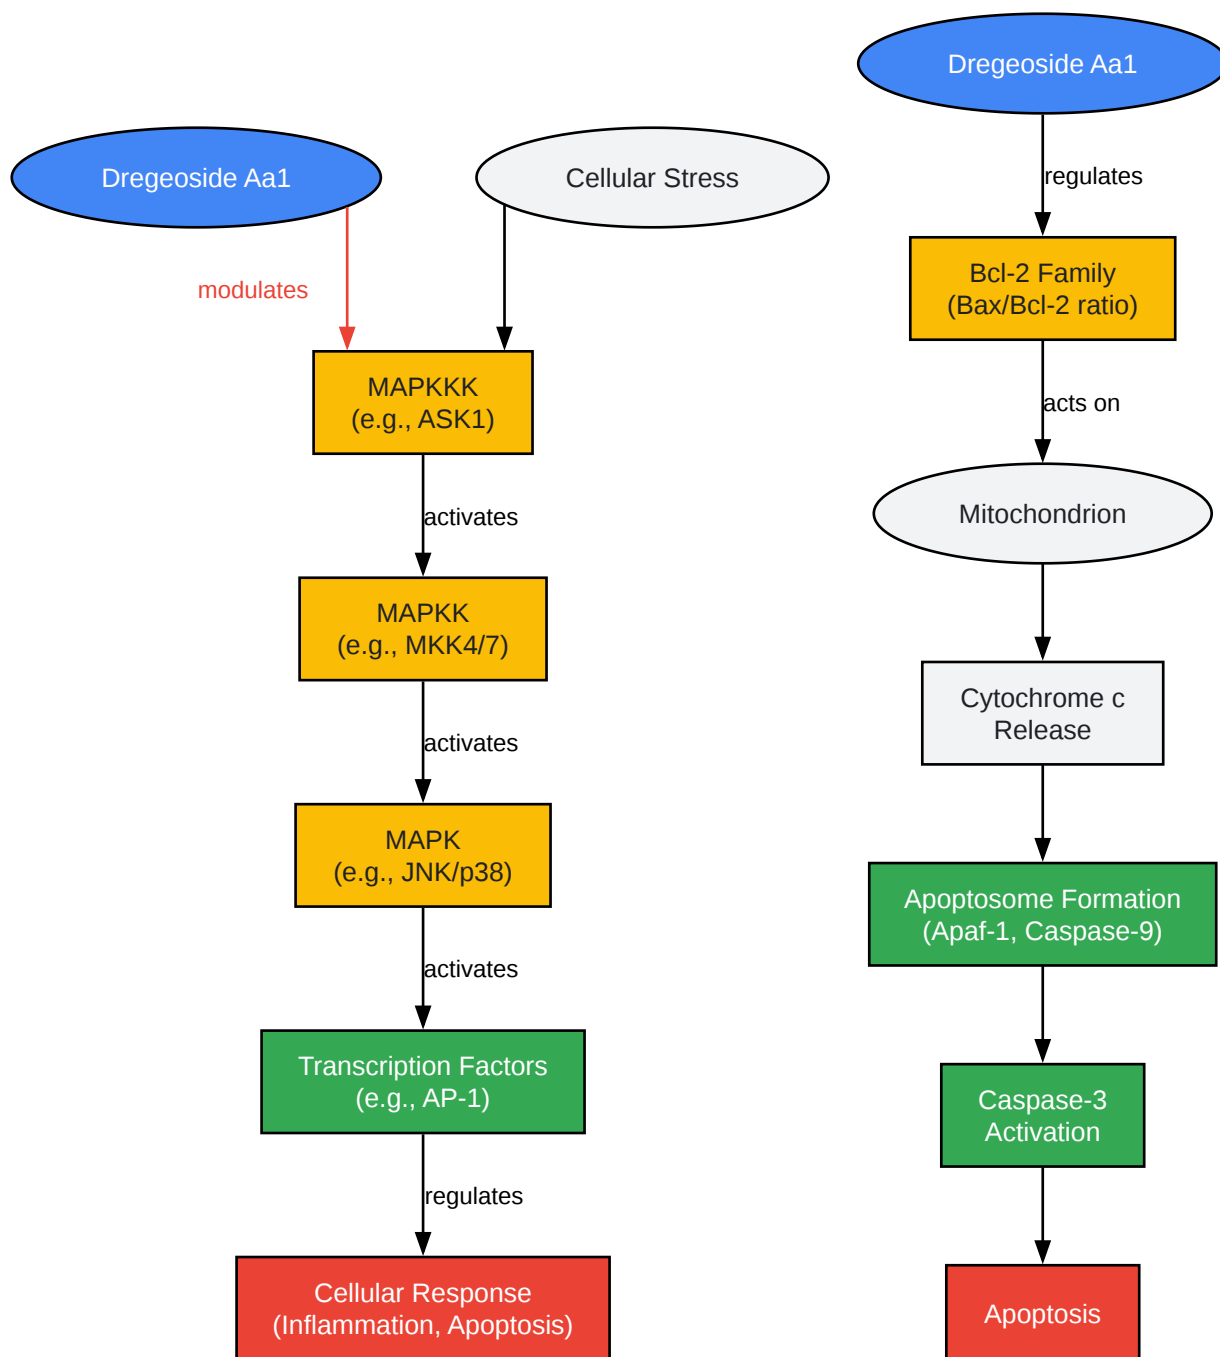 Dregeoside Aa1
Cellular Stress
modulates
MAPKKK
(e.g., ASK1)
activates
MAPKK
(e.g., MKK4/7)
activates
MAPK
(e.g., JNK/p38)
activates
Transcription Factors
(e.g., AP-1)
regulates
Cellular Response
(Inflammation, Apoptosis)
Dregeoside Aa1
regulates
Bcl-2 Family
(Bax/Bcl-2 ratio)
acts on
Mitochondrion
Cytochrome c
Release
Apoptosome Formation
(Apaf-1, Caspase-9)
Caspase-3
Activation
Apoptosis